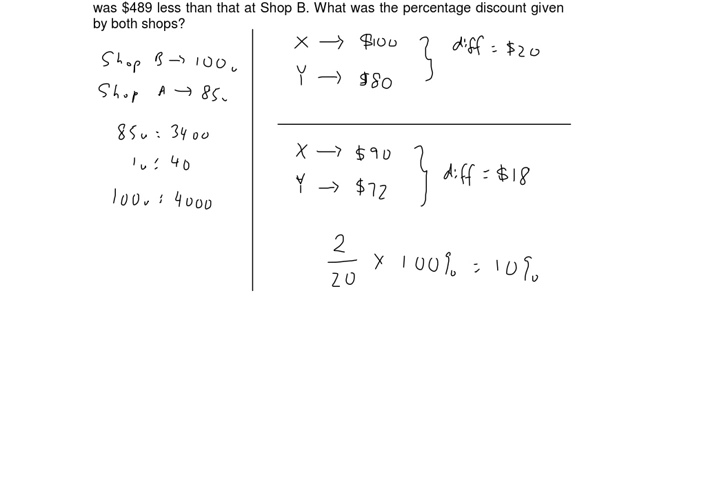 was $489 less than that at Shop B. What was the percentage discount given
by both shops?
Shop B → 100u
Shop A → 85u
85u : 3400
1u : 40
100u : 4000
X → $100
Y → $80
} diff = $20
X → $90
Y → $72
} diff = $18
2/20 × 100% = 10%